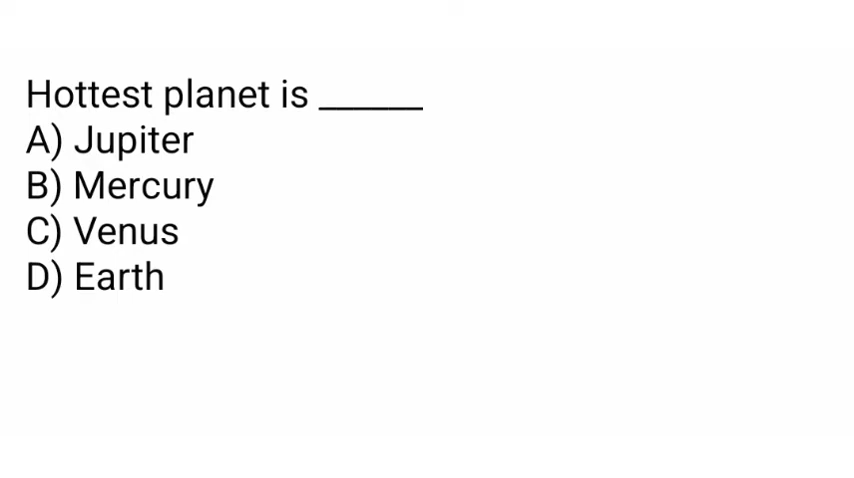 Hottest planet is ______
A) Jupiter
B) Mercury
C) Venus
D) Earth